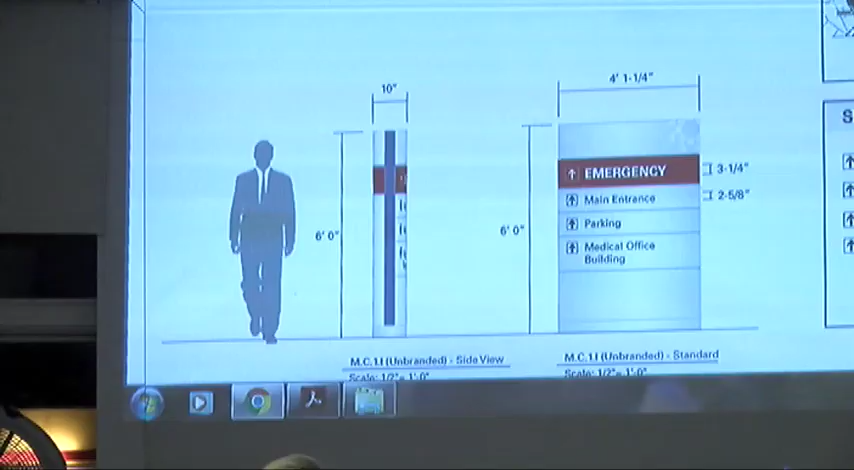 10"
4' 1-1/4"
S
EMERGENCY
3-1/4"
Main Entrance
2-5/8"
Parking
6' 0"
6' 0"
Medical Office
Building
M.C.1.I (Unbranded) - Side View
M.C.1.I (Unbranded) - Standard
Scale: 1/2"= 1'-0"
Scale: 1/2"= 1'-0"